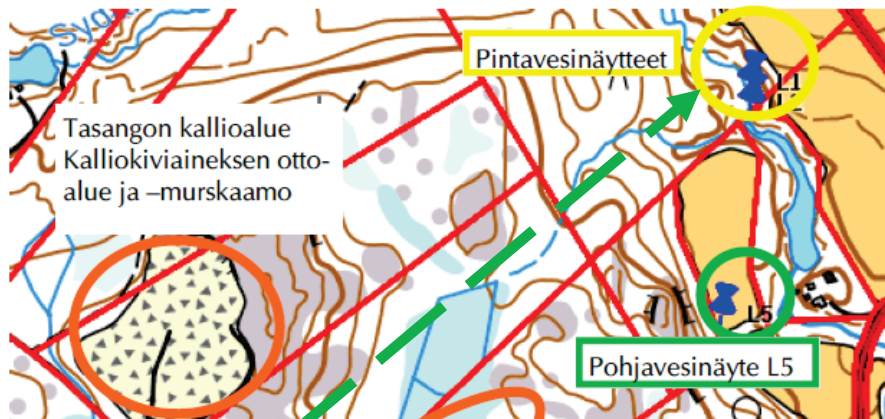 Pintavesinäytteet
L1
Tasangon kallioalue
Kalliokiviaineksen otto-
alue ja –murskaamo
L5
Pohjavesinäyte L5